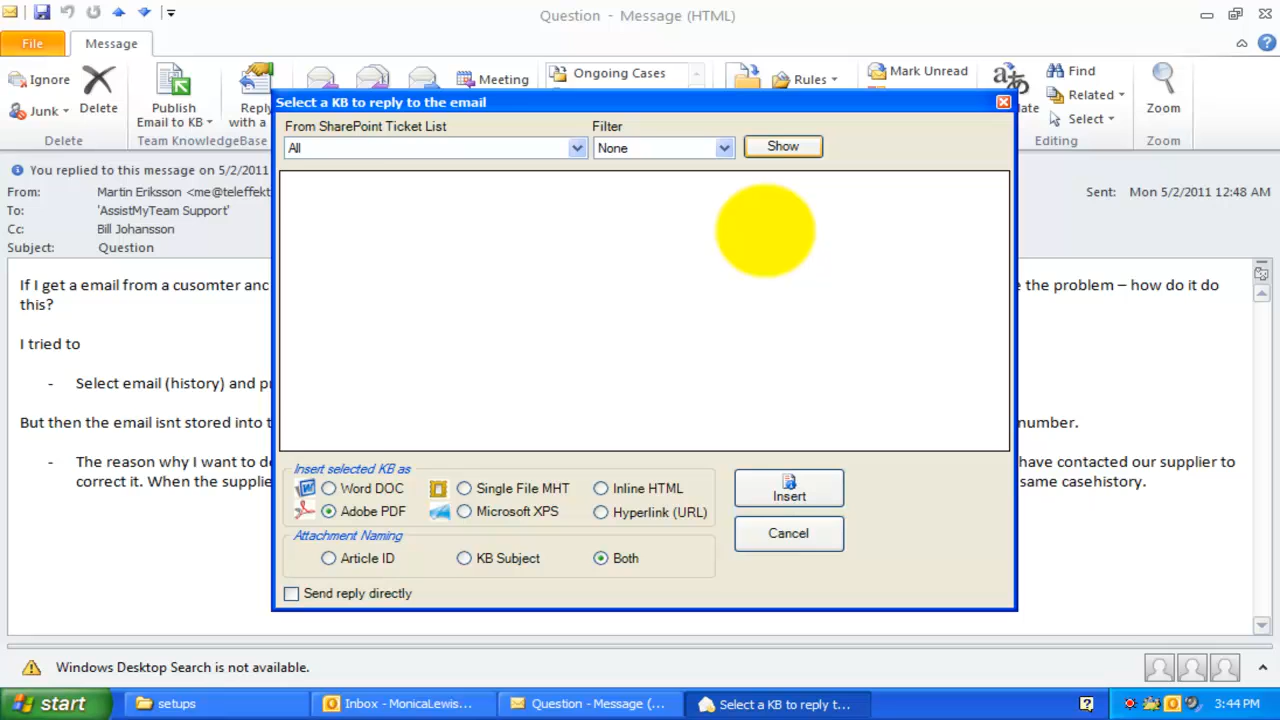 Question - Message (HTML)
File
Message
Ignore
Junk
Delete
Publish
Email to KB
Reply
with a
Meeting
Ongoing Cases
Rules
Mark Unread
ate
Find
Related
Select
Zoom
Delete
Team KnowledgeBase
Editing
Zoom
You replied to this message on 5/2/2011
From: Martin Eriksson <me@teleffekt
Sent: Mon 5/2/2011 12:48 AM
To: 'AssistMyTeam Support'
Cc: Bill Johansson
Subject: Question
If I get a email from a cusomter and
e the problem – how do it do
this?
I tried to
- Select email (history) and pr
But then the email isnt stored into t
number.
- The reason why I want to do
have contacted our supplier to
correct it. When the supplie
same casehistory.
Select a KB to reply to the email
From SharePoint Ticket List
Filter
All
None
Show
Insert selected KB as
Word DOC
Single File MHT
Inline HTML
Adobe PDF
Microsoft XPS
Hyperlink (URL)
Attachment Naming
Article ID
KB Subject
Both
Insert
Cancel
Send reply directly
Windows Desktop Search is not available.
start
setups
Inbox - MonicaLewis...
Question - Message (...
Select a KB to reply t...
3:44 PM